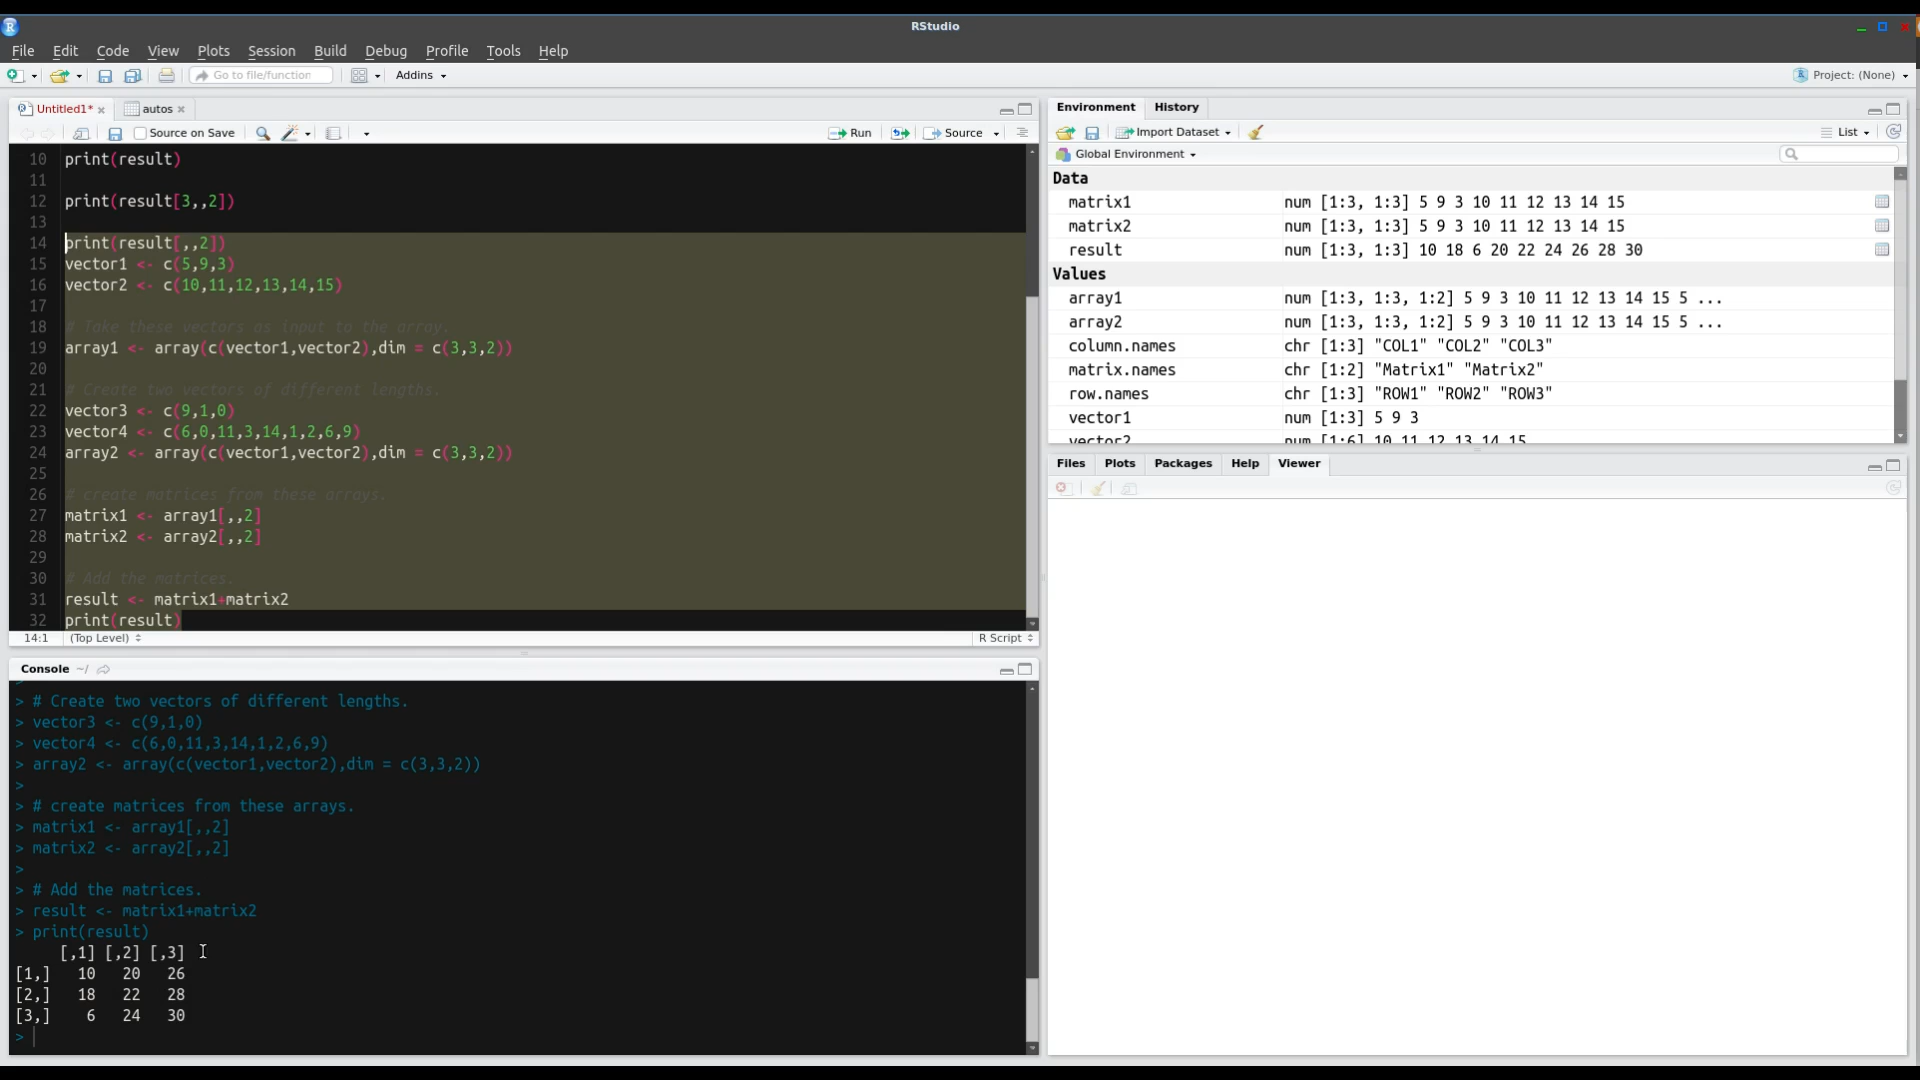 RStudio
File Edit Code View Plots Session Build Debug Profile Tools Help
Go to file/function Addins Project: (None)
Untitled1* autos
Source on Save Run Source
10 print(result)
11
12 print(result[3,,2])
13
14 print(result[,,2])
15 vector1 <- c(5,9,3)
16 vector2 <- c(10,11,12,13,14,15)
17
18 # Take these vectors as input to the array.
19 array1 <- array(c(vector1,vector2),dim = c(3,3,2))
20
21 # Create two vectors of different lengths.
22 vector3 <- c(9,1,0)
23 vector4 <- c(6,0,11,3,14,1,2,6,9)
24 array2 <- array(c(vector1,vector2),dim = c(3,3,2))
25
26 # create matrices from these arrays.
27 matrix1 <- array1[,,2]
28 matrix2 <- array2[,,2]
29
30 # Add the matrices.
31 result <- matrix1+matrix2
32 print(result)
14:1 (Top Level) R Script
Console ~/
>
> # Create two vectors of different lengths.
> vector3 <- c(9,1,0)
> vector4 <- c(6,0,11,3,14,1,2,6,9)
> array2 <- array(c(vector1,vector2),dim = c(3,3,2))
>
> # create matrices from these arrays.
> matrix1 <- array1[,,2]
> matrix2 <- array2[,,2]
>
> # Add the matrices.
> result <- matrix1+matrix2
> print(result)
[,1] [,2] [,3]
[1,] 10 20 26
[2,] 18 22 28
[3,] 6 24 30
>
Environment History
Import Dataset List
Global Environment
Data
matrix1 num [1:3, 1:3] 5 9 3 10 11 12 13 14 15
matrix2 num [1:3, 1:3] 5 9 3 10 11 12 13 14 15
result num [1:3, 1:3] 10 18 6 20 22 24 26 28 30
Values
array1 num [1:3, 1:3, 1:2] 5 9 3 10 11 12 13 14 15 5 ...
array2 num [1:3, 1:3, 1:2] 5 9 3 10 11 12 13 14 15 5 ...
column.names chr [1:3] "COL1" "COL2" "COL3"
matrix.names chr [1:2] "Matrix1" "Matrix2"
row.names chr [1:3] "ROW1" "ROW2" "ROW3"
vector1 num [1:3] 5 9 3
vector2 num [1:6] 10 11 12 13 14 15
Files Plots Packages Help Viewer